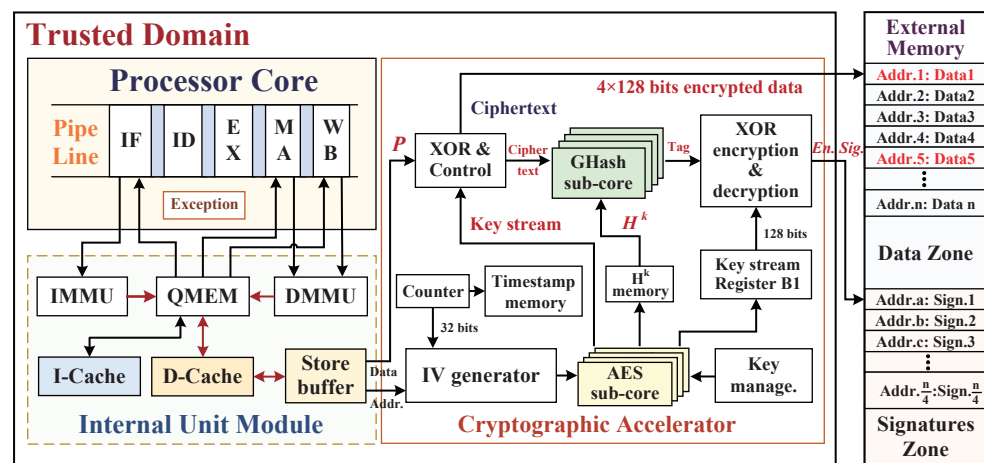 Trusted Domain
Processor Core
Pipe
Line
IF
ID
E
X
M
A
W
B
Exception
IMMU
QMEM
DMMU
I-Cache
D-Cache
Store
buffer
Internal Unit Module
Data
Addr.
P
Ciphertext
4×128 bits encrypted data
XOR &
Control
Cipher
text
GHash
sub-core
Tag
XOR
encryption
&
decryption
En. Sig.
Key stream
H^k
128 bits
Counter
Timestamp
memory
H^k
memory
Key stream
Register B1
32 bits
IV generator
AES
sub-core
Key
manage.
Cryptographic Accelerator
External
Memory
Addr.1: Data1
Addr.2: Data2
Addr.3: Data3
Addr.4: Data4
Addr.5: Data5
⋮
Addr.n: Data n
Data Zone
Addr.a: Sign.1
Addr.b: Sign.2
Addr.c: Sign.3
⋮
Addr.n/4:Sign.n/4
Signatures
Zone